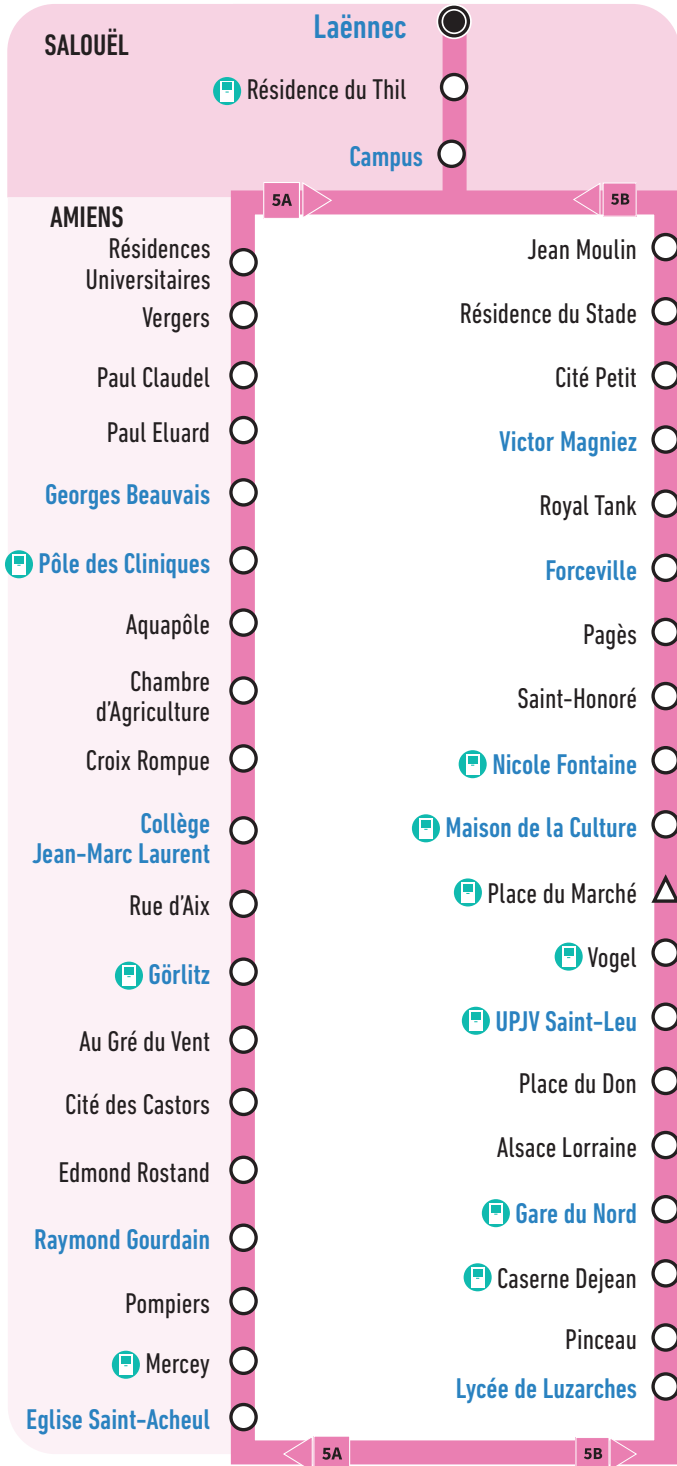 SALOUËL
Laënnec
Résidence du Thil
Campus
5A
5B
AMIENS
Résidences
Universitaires
Vergers
Paul Claudel
Paul Eluard
Georges Beauvais
Pôle des Cliniques
Aquapôle
Chambre
d'Agriculture
Croix Rompue
Collège
Jean-Marc Laurent
Rue d'Aix
Görlitz
Au Gré du Vent
Cité des Castors
Edmond Rostand
Raymond Gourdain
Pompiers
Mercey
Eglise Saint-Acheul
Jean Moulin
Résidence du Stade
Cité Petit
Victor Magniez
Royal Tank
Forceville
Pagès
Saint-Honoré
Nicole Fontaine
Maison de la Culture
Place du Marché
Vogel
UPJV Saint-Leu
Place du Don
Alsace Lorraine
Gare du Nord
Caserne Dejean
Pinceau
Lycée de Luzarches
5A
5B